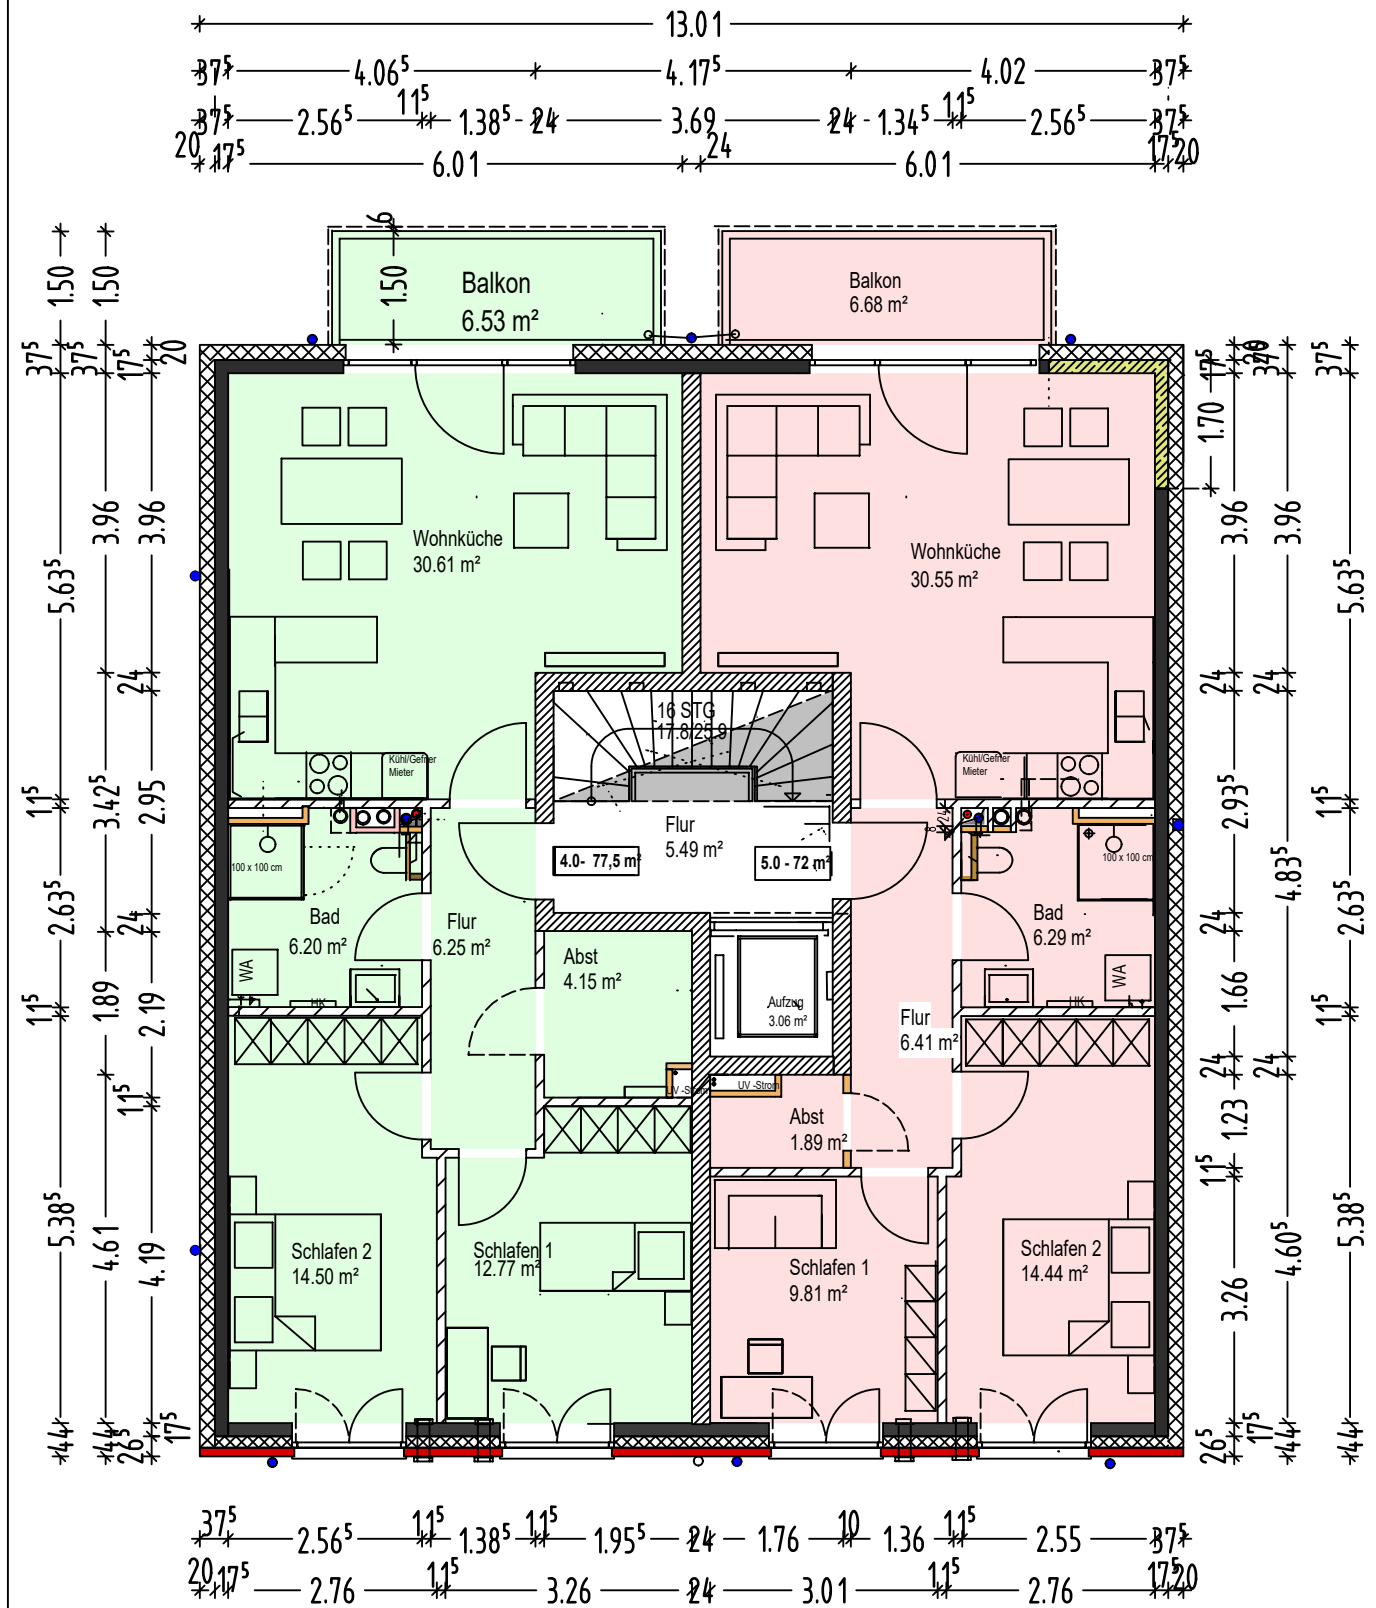 13.01
37⁵ 4.06⁵ 4.17⁵ 4.02 37⁵
37⁵ 2.56⁵ 11⁵ 1.38⁵ 24 3.69 24 1.34⁵ 11⁵ 2.56⁵ 37⁵
20 17⁵ 6.01 24 6.01 17⁵ 20
6
1.50
1.50
1.50
Balkon
6.53 m²
Balkon
6.68 m²
37⁵
37⁵
17⁵
20
17⁵
37⁵
1.70
5.63⁵
3.96
3.96
3.96
3.96
5.63⁵
Wohnküche
30.61 m²
Wohnküche
30.55 m²
24
24
24
16 STG
17.8/25.9
Kühl/Gefrier
Mieter
Kühl/Gefrier
Mieter
11⁵
3.42⁵
2.95
2.93⁵
11⁵
8
24
Flur
5.49 m²
4.0- 77,5 m²
5.0 - 72 m²
100 x 100 cm
100 x 100 cm
2.63⁵
24
4.83⁵
24
2.63⁵
Bad
6.20 m²
Flur
6.25 m²
Abst
4.15 m²
Bad
6.29 m²
WA
WA
HK
HK
Aufzug
3.06 m²
Flur
6.41 m²
11⁵
1.89
2.19
1.66
11⁵
24
24
UV -Strom
UV -Strom
11⁵
Abst
1.89 m²
1.23
11⁵
5.38⁵
4.61
4.19
3.26
4.60⁵
5.38⁵
Schlafen 2
14.50 m²
Schlafen 1
12.77 m²
Schlafen 1
9.81 m²
Schlafen 2
14.44 m²
44
44
26⁵
17⁵
26⁵
17⁵
44
44
37⁵ 2.56⁵ 11⁵ 1.38⁵ 11⁵ 1.95⁵ 24 1.76 10 1.36 11⁵ 2.55 37⁵
20 17⁵ 2.76 11⁵ 3.26 24 3.01 11⁵ 2.76 17⁵ 20